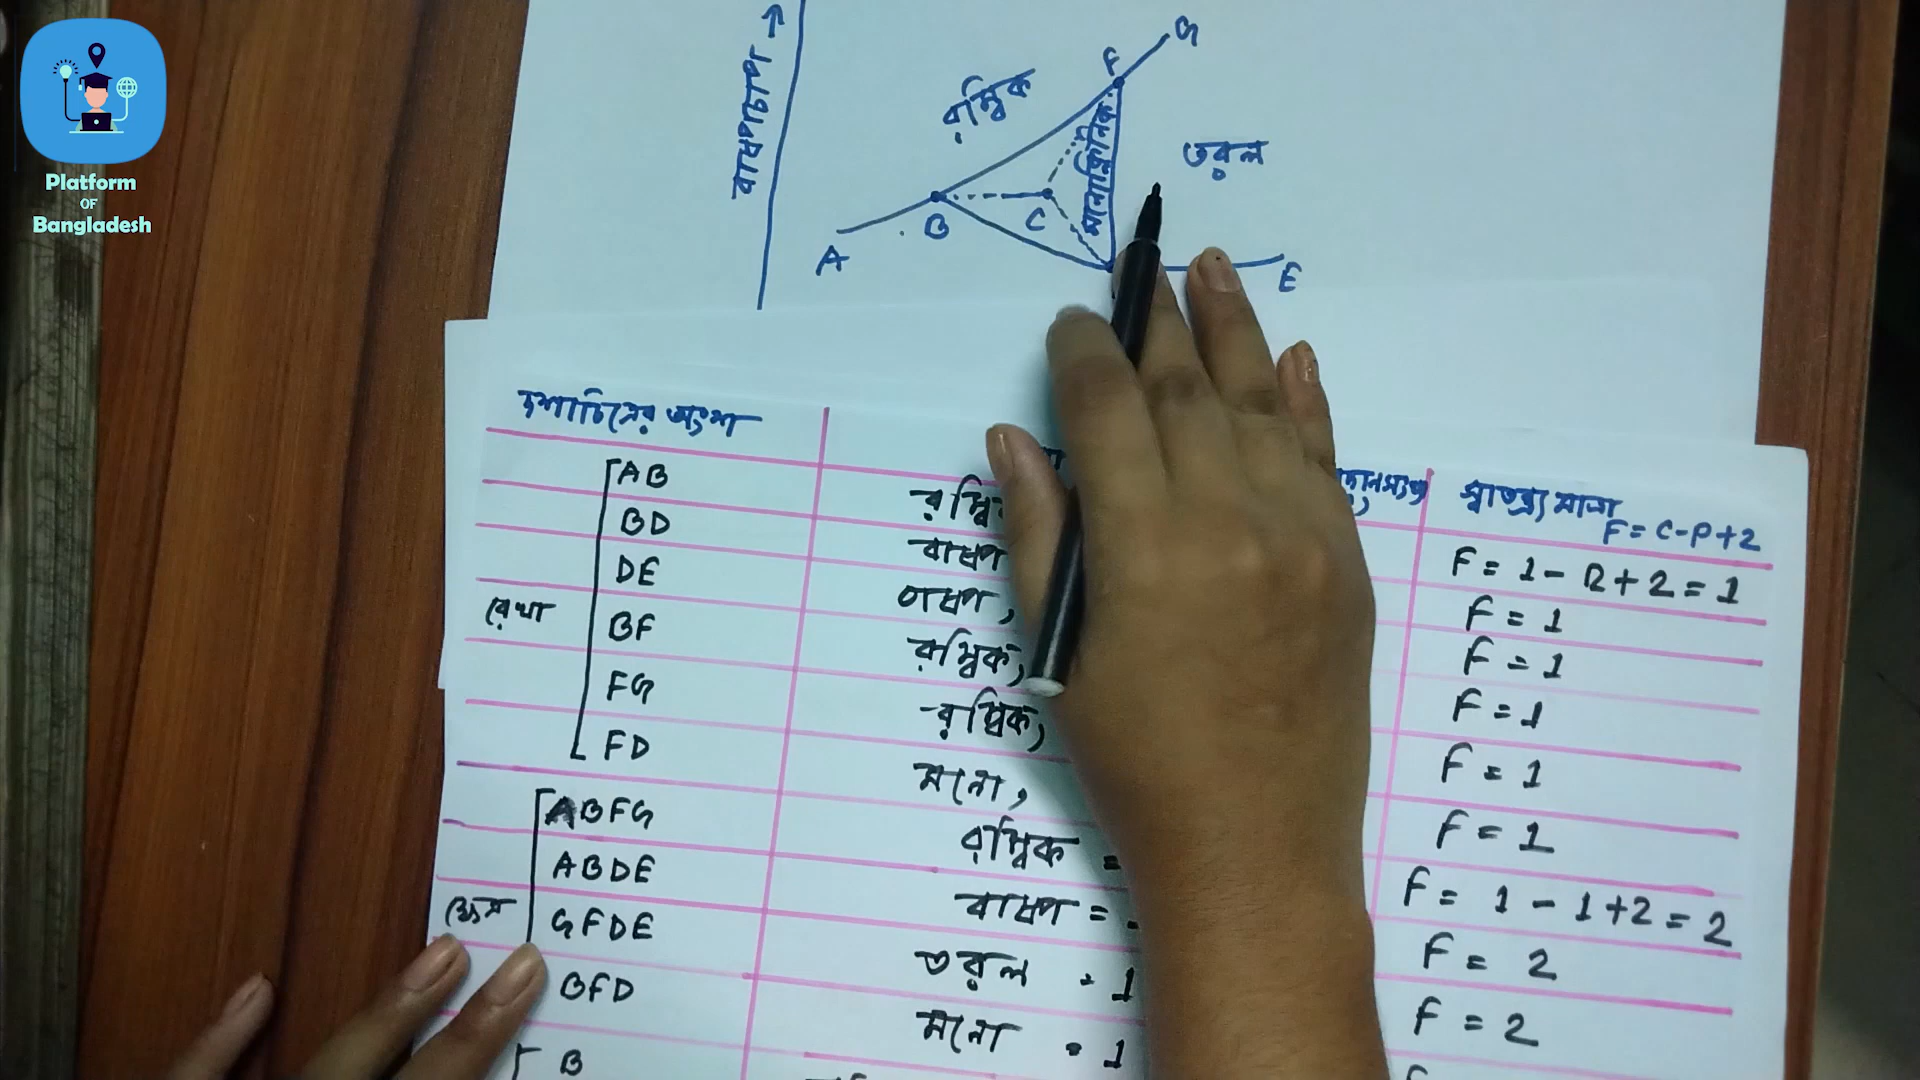 Platform
OF
Bangladesh
বাষ্পচাপ →
রম্বিক
G
F
মনোক্লিনিক
তরল
B
C
A
E
দশাচিত্রের অংশ
স্বাতন্ত্র্য মাত্রা
F = C-P+2
AB
F = 1 - 2 + 2 = 1
BD
বাষ্প
F = 1
DE
বাষ্প,
F = 1
রেখা
BF
রম্বিক,
F = 1
FG
রম্বিক,
F = 1
FD
মনো,
F = 1
ABFG
রম্বিক =
F = 1 - 1 + 2 = 2
ABDE
বাষ্প =
F = 2
ক্ষেত্র
GFDE
তরল = 1
F = 2
BFD
মনো = 1
B